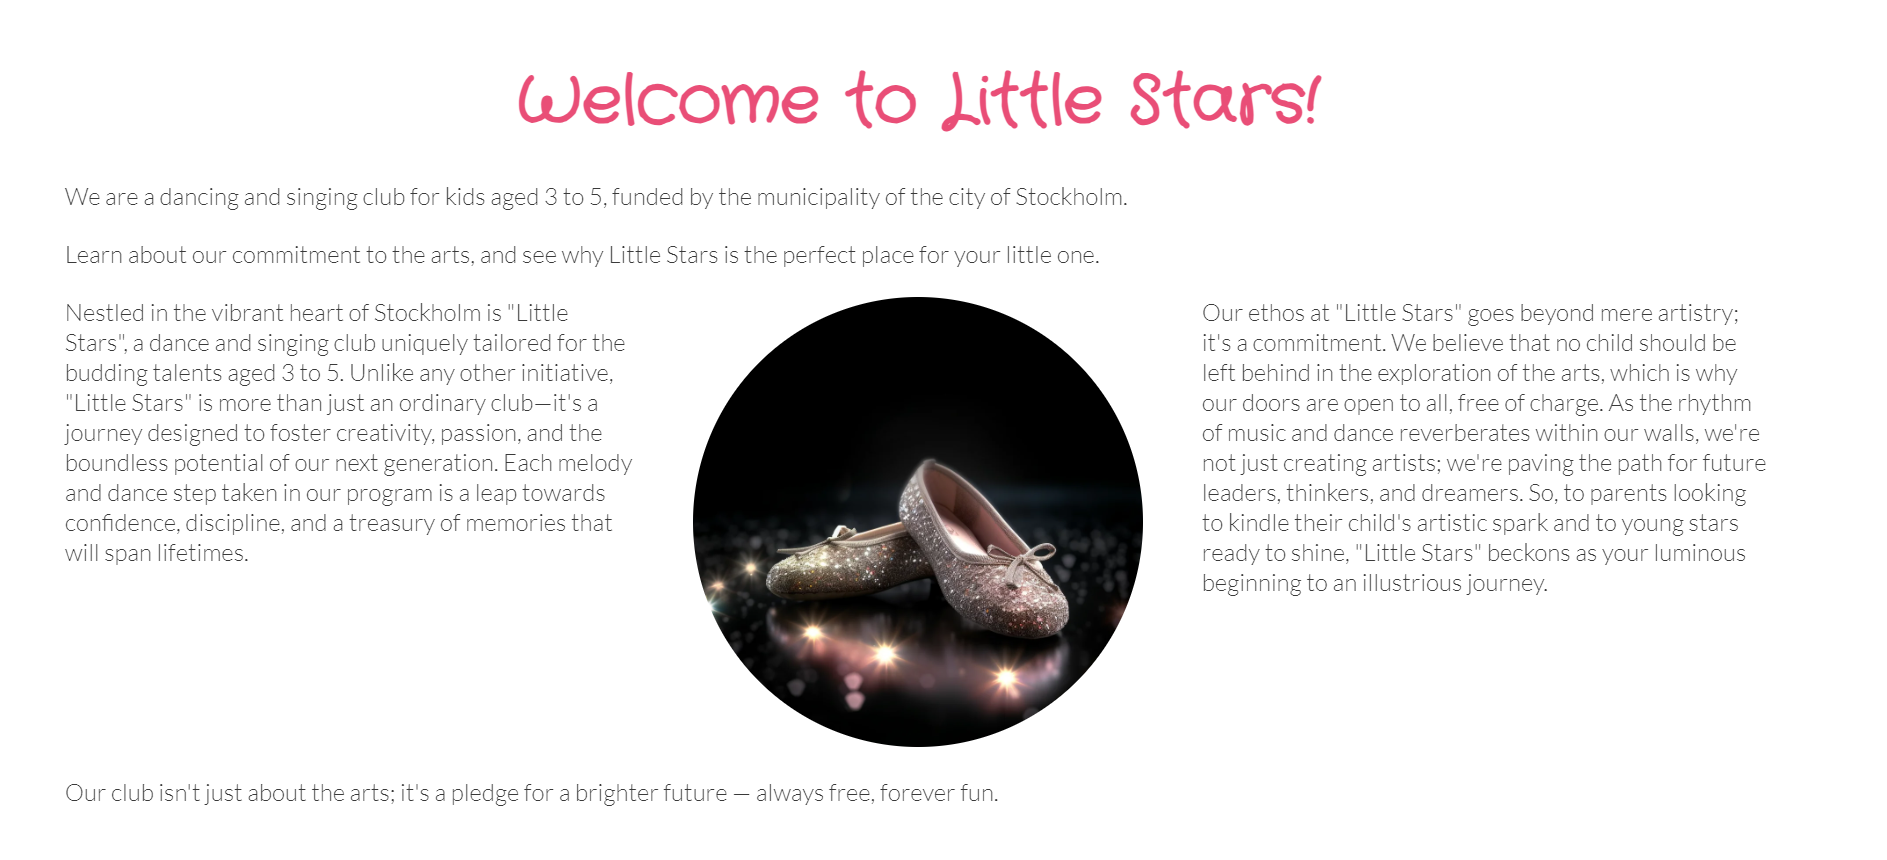 Welcome to Little Stars!
We are a dancing and singing club for kids aged 3 to 5, funded by the municipality of the city of Stockholm.
Learn about our commitment to the arts, and see why Little Stars is the perfect place for your little one.
Nestled in the vibrant heart of Stockholm is "Little
Stars", a dance and singing club uniquely tailored for the
budding talents aged 3 to 5. Unlike any other initiative,
"Little Stars" is more than just an ordinary club—it's a
journey designed to foster creativity, passion, and the
boundless potential of our next generation. Each melody
and dance step taken in our program is a leap towards
confidence, discipline, and a treasury of memories that
will span lifetimes.
Our ethos at "Little Stars" goes beyond mere artistry;
it's a commitment. We believe that no child should be
left behind in the exploration of the arts, which is why
our doors are open to all, free of charge. As the rhythm
of music and dance reverberates within our walls, we're
not just creating artists; we're paving the path for future
leaders, thinkers, and dreamers. So, to parents looking
to kindle their child's artistic spark and to young stars
ready to shine, "Little Stars" beckons as your luminous
beginning to an illustrious journey.
Our club isn't just about the arts; it's a pledge for a brighter future — always free, forever fun.